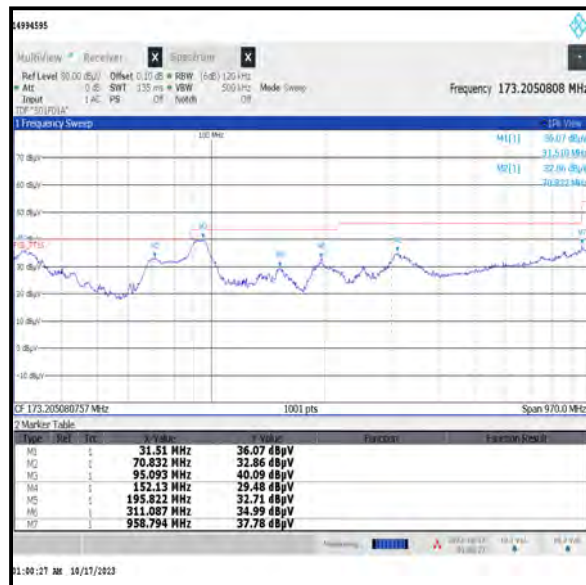 14994595
MultiView Receiver X Spectrum X
Ref Level 80.00 dBµV Offset 0.10 dB RBW (6dB) 120 kHz
Att 0 dB SWT 135 ms VBW 500 kHz Mode Sweep Frequency 173.2050808 MHz
Input 1 AC PS Off Notch Off
1 Frequency Sweep 1Pk View
100 MHz
M1[1] 36.07 dBµV
31.510 MHz
M2[1] 32.86 dBµV
70.832 MHz
70 dBµV
60 dBµV
50 dBµV
30 dBµV
20 dBµV
10 dBµV
0 dBµV
-10 dBµV
CF 173.205080757 MHz 1001 pts Span 970.0 MHz
2 Marker Table
Type Ref Trc X-Value Y-Value Function Function Result
M1 1 31.51 MHz 36.07 dBµV
M2 1 70.832 MHz 32.86 dBµV
M3 1 95.093 MHz 40.09 dBµV
M4 1 152.13 MHz 29.48 dBµV
M5 1 195.822 MHz 32.71 dBµV
M6 1 311.087 MHz 34.99 dBµV
M7 1 958.794 MHz 37.78 dBµV
01:00:27 AM 10/17/2023